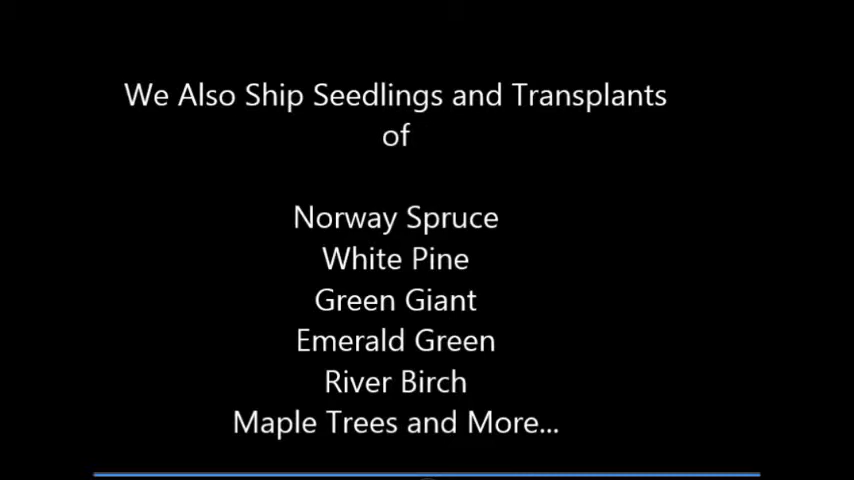 We Also Ship Seedlings and Transplants
of
Norway Spruce
White Pine
Green Giant
Emerald Green
River Birch
Maple Trees and More...